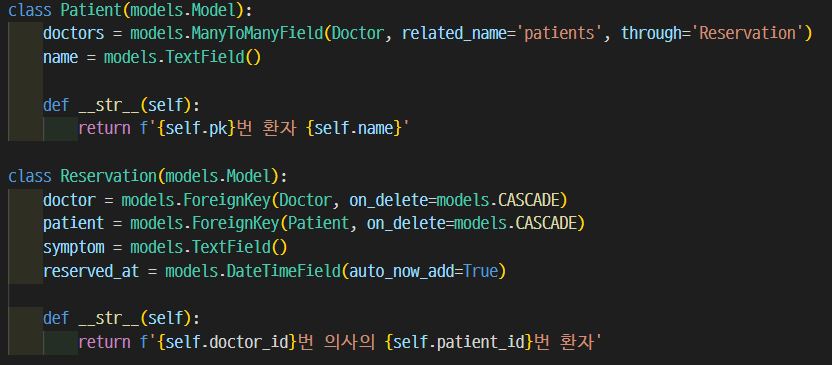 class Patient(models.Model):
    doctors = models.ManyToManyField(Doctor, related_name='patients', through='Reservation')
    name = models.TextField()
    def __str__(self):
        return f'{self.pk}번 환자 {self.name}'
class Reservation(models.Model):
    doctor = models.ForeignKey(Doctor, on_delete=models.CASCADE)
    patient = models.ForeignKey(Patient, on_delete=models.CASCADE)
    symptom = models.TextField()
    reserved_at = models.DateTimeField(auto_now_add=True)
    def __str__(self):
        return f'{self.doctor_id}번 의사의 {self.patient_id}번 환자'